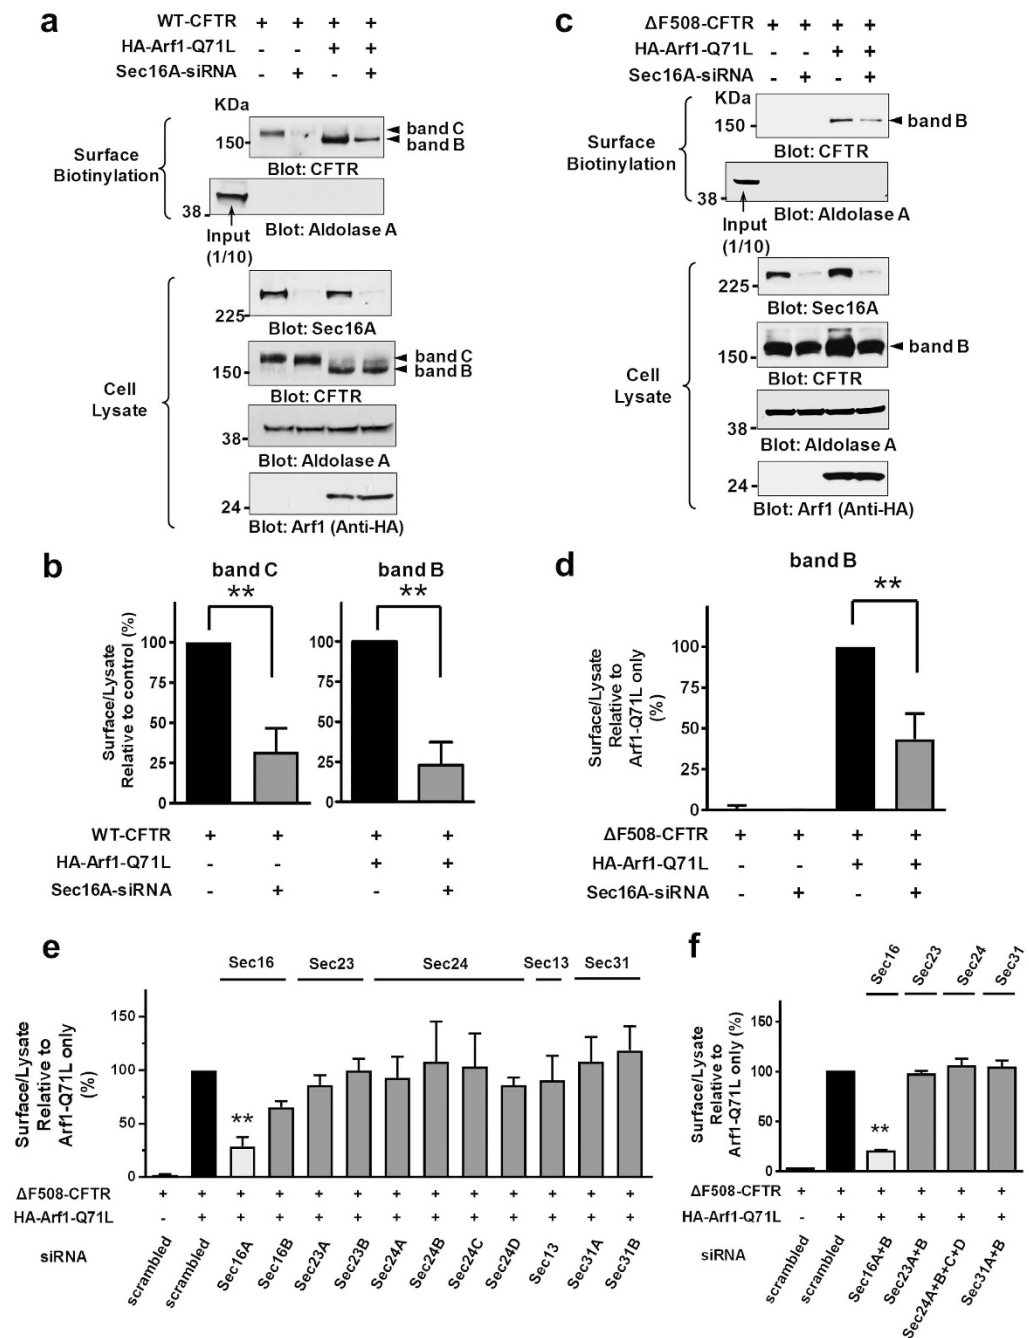 a
WT-CFTR + + + +
HA-Arf1-Q71L - - + +
Sec16A-siRNA - + - +
KDa
Surface Biotinylation
150
band C
band B
Blot: CFTR
38
Blot: Aldolase A
Input (1/10)
Cell Lysate
225
Blot: Sec16A
150
band C
band B
Blot: CFTR
38
Blot: Aldolase A
24
Blot: Arf1 (Anti-HA)
c
ΔF508-CFTR + + + +
HA-Arf1-Q71L - - + +
Sec16A-siRNA - + - +
KDa
Surface Biotinylation
150
band B
Blot: CFTR
38
Blot: Aldolase A
Input (1/10)
Cell Lysate
225
Blot: Sec16A
150
band B
Blot: CFTR
38
Blot: Aldolase A
24
Blot: Arf1 (Anti-HA)
b
band C
band B
Surface/Lysate
Relative to control (%)
100
75
50
25
0
**
100
75
50
25
0
**
WT-CFTR + + + +
HA-Arf1-Q71L - - + +
Sec16A-siRNA - + - +
d
band B
Surface/Lysate
Relative to
Arf1-Q71L only
(%)
100
75
50
25
0
**
ΔF508-CFTR + + + +
HA-Arf1-Q71L - - + +
Sec16A-siRNA - + - +
e
Sec16 Sec23 Sec24 Sec13 Sec31
Surface/Lysate
Relative to
Arf1-Q71L only
(%)
150
100
50
0
**
ΔF508-CFTR + + + + + + + + + + + + +
HA-Arf1-Q71L - + + + + + + + + + + + +
siRNA scrambled scrambled Sec16A Sec16B Sec23A Sec23B Sec24A Sec24B Sec24C Sec24D Sec13 Sec31A Sec31B
f
Sec16 Sec23 Sec24 Sec31
Surface/Lysate
Relative to
Arf1-Q71L only (%)
150
100
50
0
**
ΔF508-CFTR + + + + + +
HA-Arf1-Q71L - + + + + +
siRNA scrambled scrambled Sec16A+B Sec23A+B Sec24A+B+C+D Sec31A+B